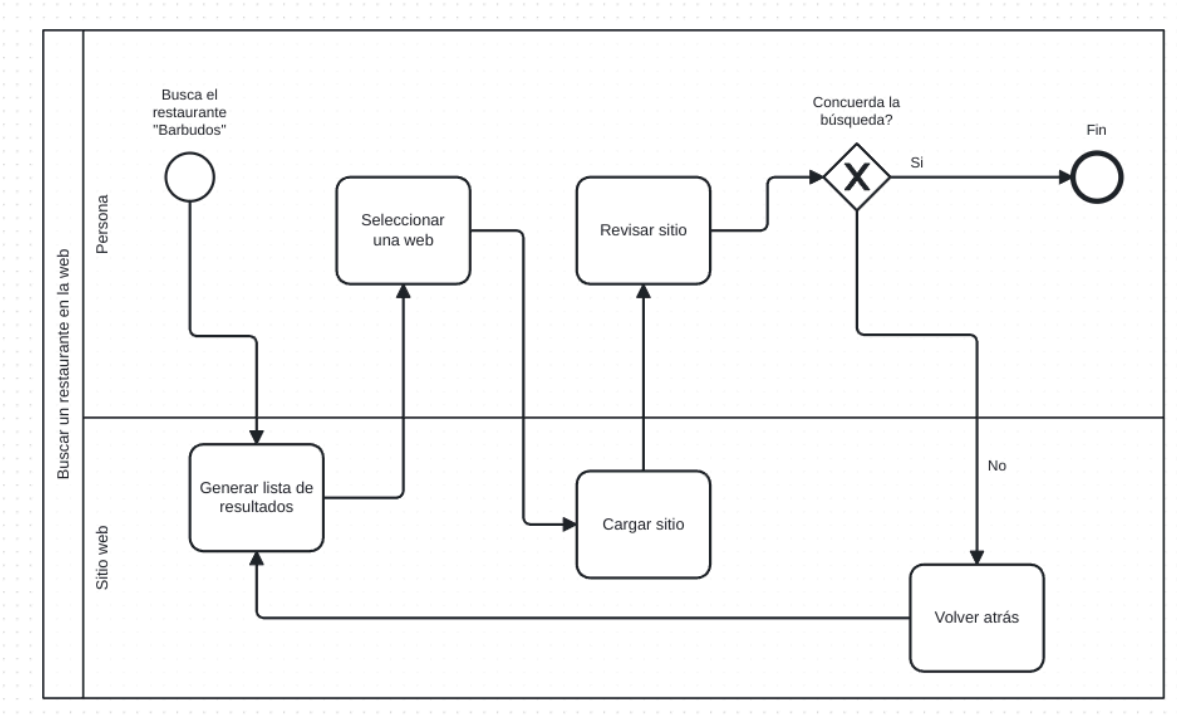 Buscar un restaurante en la web
Persona
Busca el
restaurante
"Barbudos"
Seleccionar
una web
Revisar sitio
Concuerda la
búsqueda?
X
Si
Fin
Sitio web
Generar lista de
resultados
Cargar sitio
No
Volver atrás